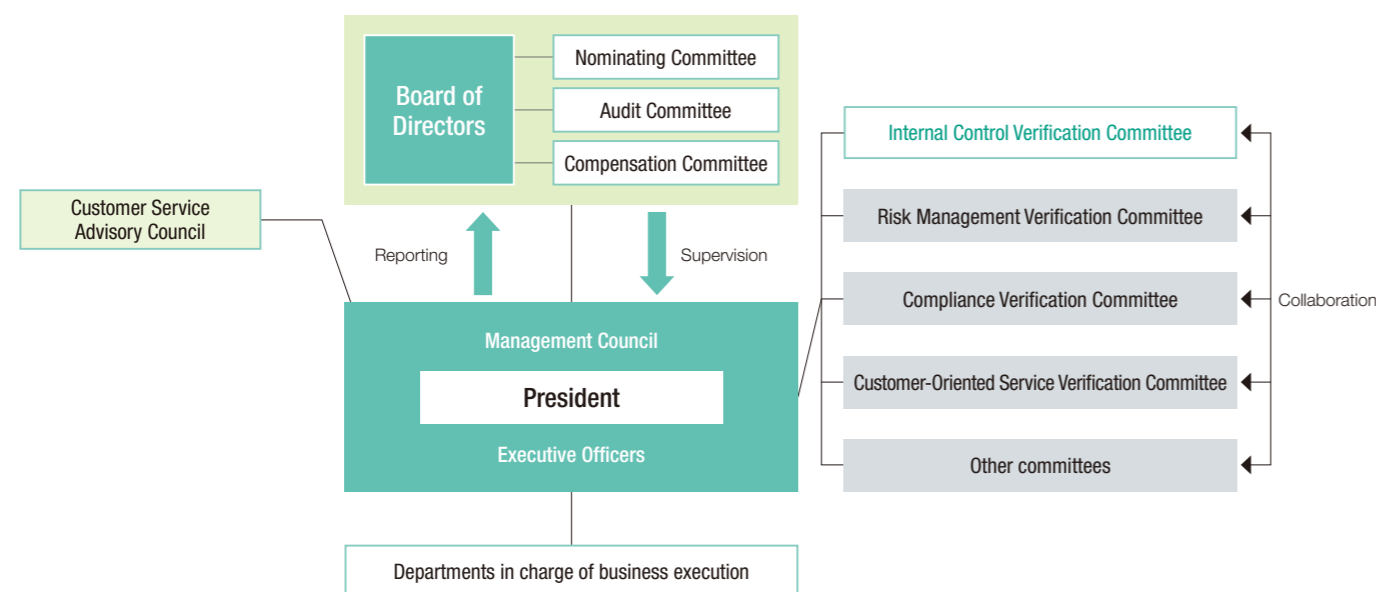 Board of
Directors
Nominating Committee
Audit Committee
Compensation Committee
Customer Service
Advisory Council
Reporting
Supervision
Management Council
President
Executive Officers
Departments in charge of business execution
Internal Control Verification Committee
Risk Management Verification Committee
Compliance Verification Committee
Customer-Oriented Service Verification Committee
Other committees
Collaboration